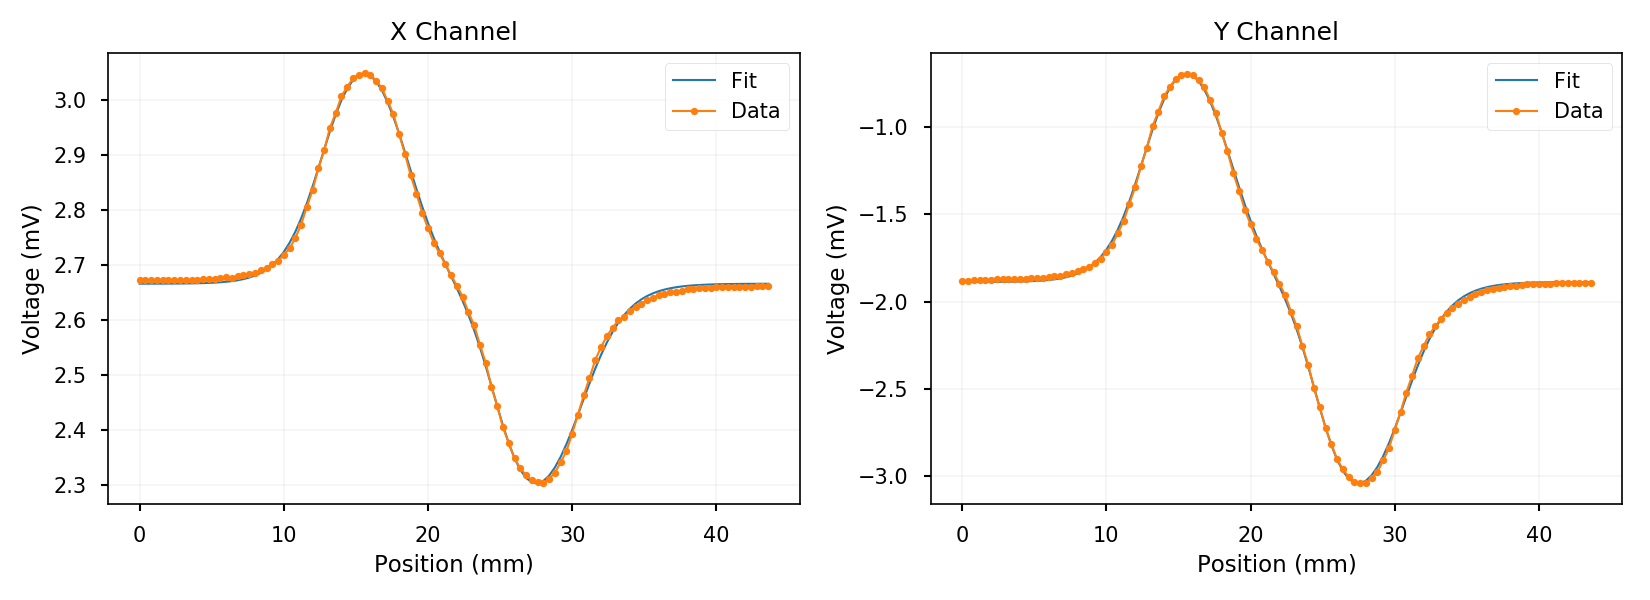 X Channel
Voltage (mV)
3.0
2.9
2.8
2.7
2.6
2.5
2.4
2.3
0
10
20
30
40
Position (mm)
Fit
Data
Y Channel
Voltage (mV)
−1.0
−1.5
−2.0
−2.5
−3.0
0
10
20
30
40
Position (mm)
Fit
Data